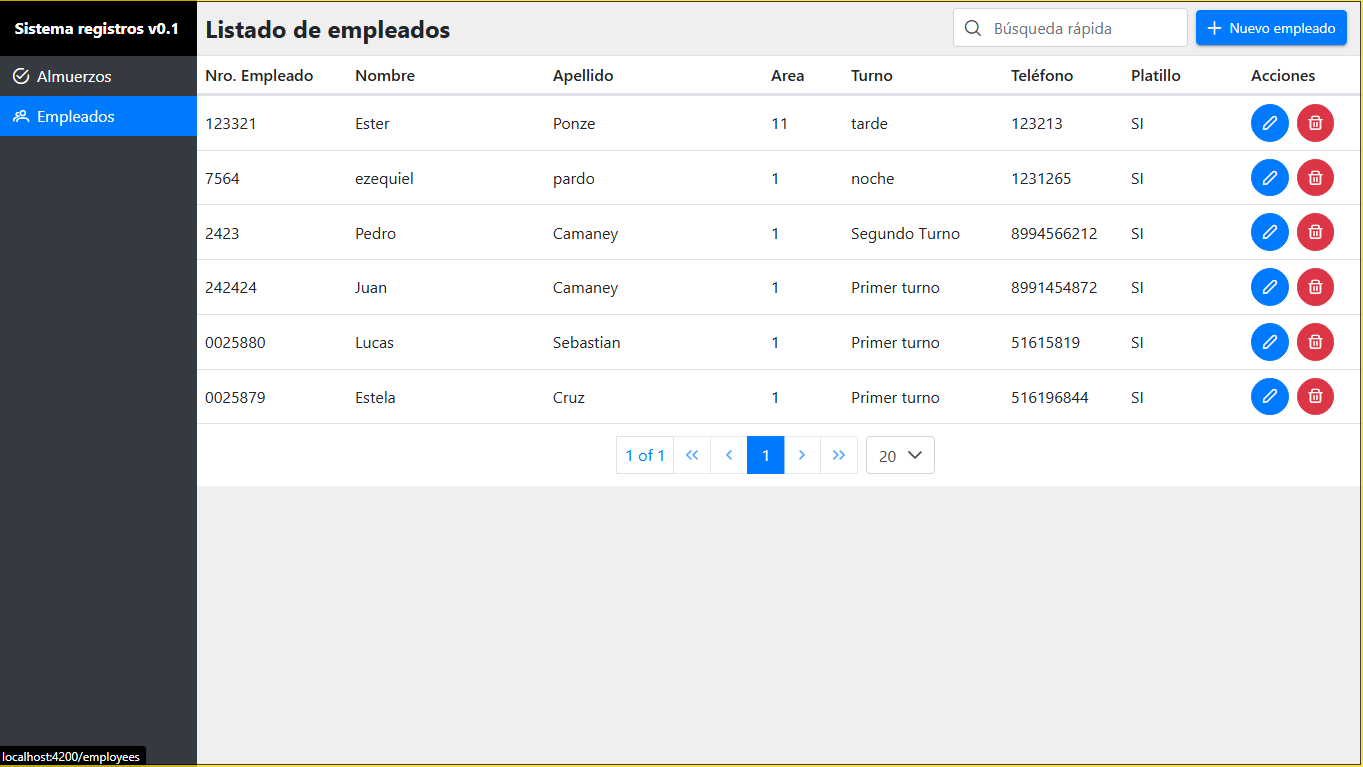 Sistema registros v0.1
Listado de empleados
Búsqueda rápida
Nuevo empleado
Almuerzos
Empleados
Nro. Empleado Nombre Apellido Area Turno Teléfono Platillo Acciones
123321 Ester Ponze 11 tarde 123213 SI
7564 ezequiel pardo 1 noche 1231265 SI
2423 Pedro Camaney 1 Segundo Turno 8994566212 SI
242424 Juan Camaney 1 Primer turno 8991454872 SI
0025880 Lucas Sebastian 1 Primer turno 51615819 SI
0025879 Estela Cruz 1 Primer turno 516196844 SI
1 of 1 1 20
localhost:4200/employees